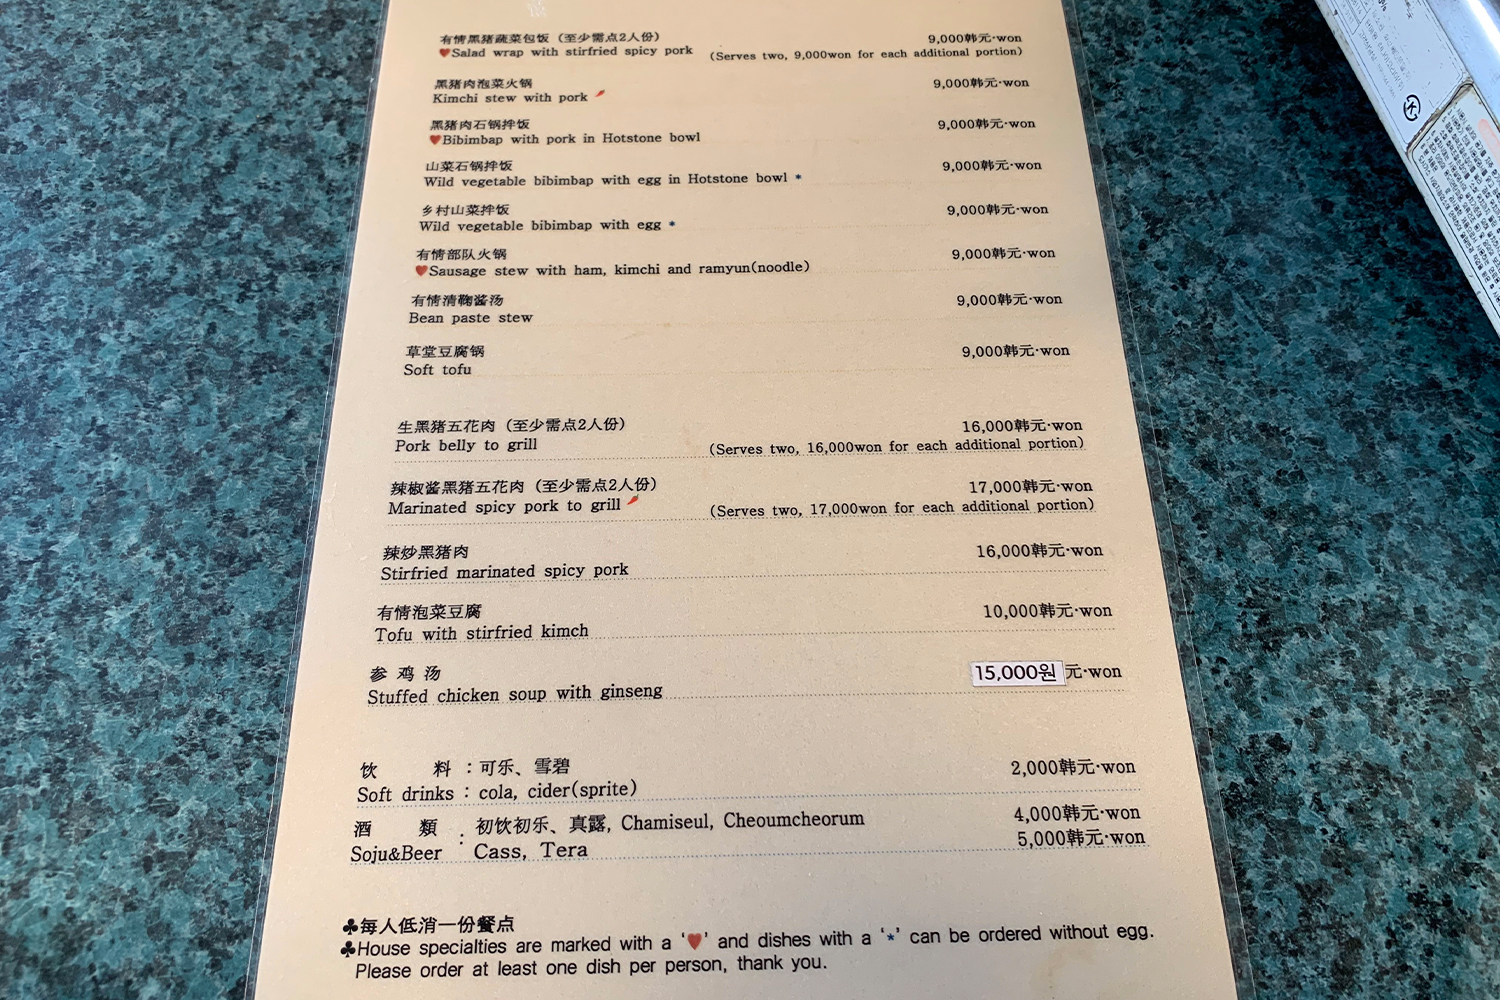 有情黑猪蔬菜包饭 (至少需点2人份) 9,000韩元·won
♥Salad wrap with stirfried spicy pork (Serves two, 9,000won for each additional portion)
黑猪肉泡菜火锅 9,000韩元·won
Kimchi stew with pork
黑猪肉石锅拌饭 9,000韩元·won
♥Bibimbap with pork in Hotstone bowl
山菜石锅拌饭 9,000韩元·won
Wild vegetable bibimbap with egg in Hotstone bowl *
乡村山菜拌饭 9,000韩元·won
Wild vegetable bibimbap with egg *
有情部队火锅 9,000韩元·won
♥Sausage stew with ham, kimchi and ramyun(noodle)
有情清麴酱汤 9,000韩元·won
Bean paste stew
草堂豆腐锅 9,000韩元·won
Soft tofu
生黑猪五花肉 (至少需点2人份) 16,000韩元·won
Pork belly to grill (Serves two, 16,000won for each additional portion)
辣椒酱黑猪五花肉 (至少需点2人份) 17,000韩元·won
Marinated spicy pork to grill (Serves two, 17,000won for each additional portion)
辣炒黑猪肉 16,000韩元·won
Stirfried marinated spicy pork
有情泡菜豆腐 10,000韩元·won
Tofu with stirfried kimch
参 鸡 汤 15,000원 元·won
Stuffed chicken soup with ginseng
饮 料 : 可乐、雪碧 2,000韩元·won
Soft drinks : cola, cider(sprite)
酒 類 : 初饮初乐、真露, Chamiseul, Cheoumcheorum 4,000韩元·won
Soju&Beer Cass, Tera 5,000韩元·won
♣每人低消一份餐点
♣House specialties are marked with a '♥' and dishes with a '*' can be ordered without egg.
Please order at least one dish per person, thank you.